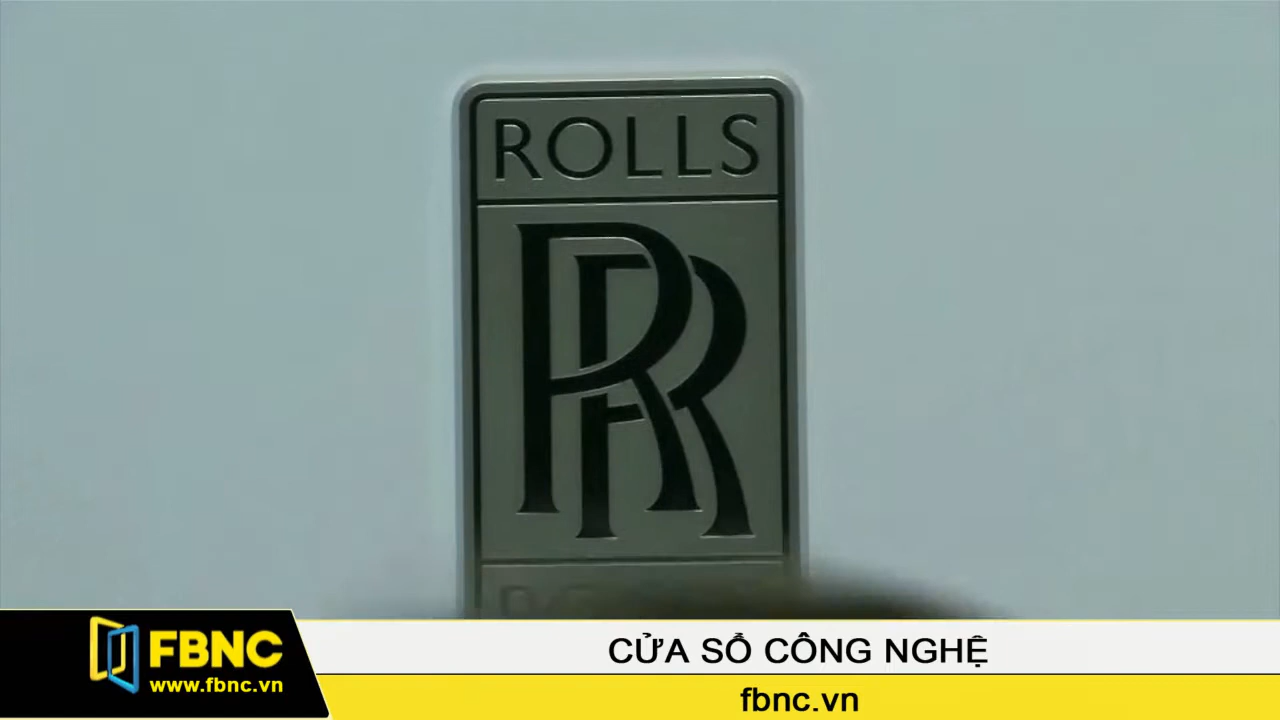 ROLLS
RR
FBNC
www.fbnc.vn
CỬA SỔ CÔNG NGHỆ
fbnc.vn